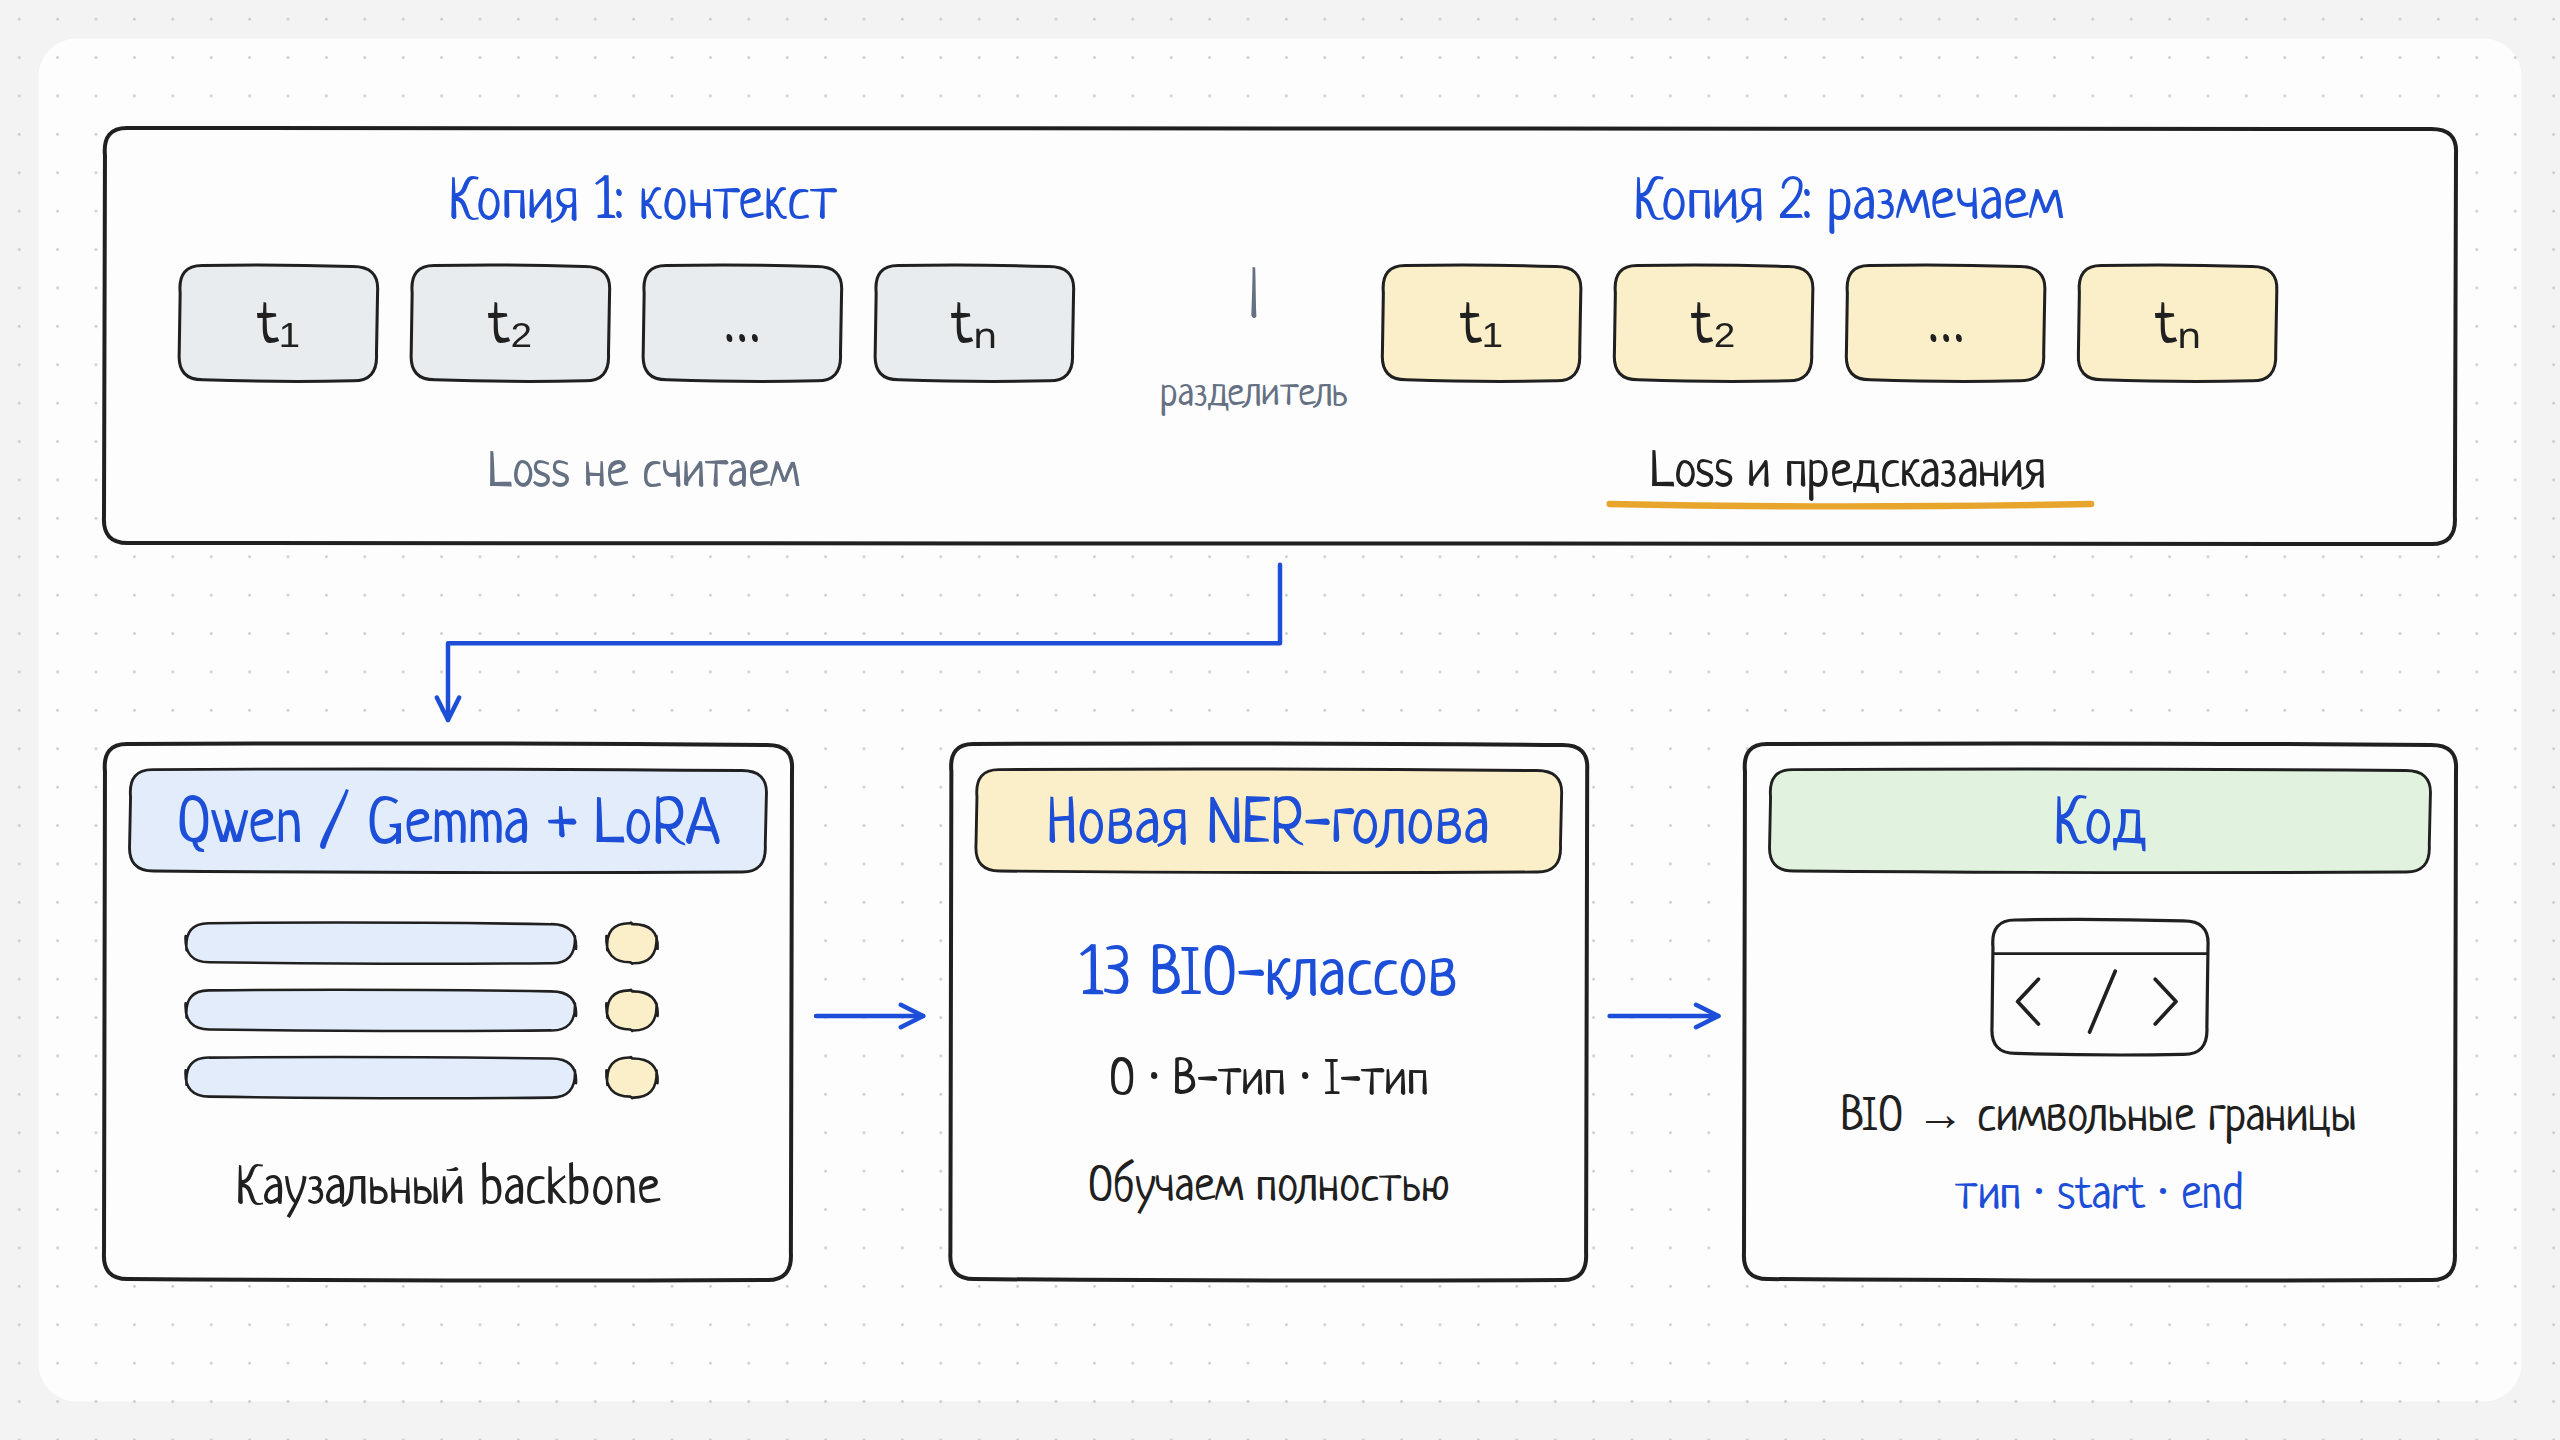 Копия 1: контекст
Копия 2: размечаем
t₁ t₂ ... tₙ | t₁ t₂ ... tₙ
разделитель
Loss не считаем
Loss и предсказания
Qwen / Gemma + LoRA
Каузальный backbone
Новая NER-голова
13 BIO-классов
O · B-тип · I-тип
Обучаем полностью
Код
< / >
BIO → символьные границы
тип · start · end